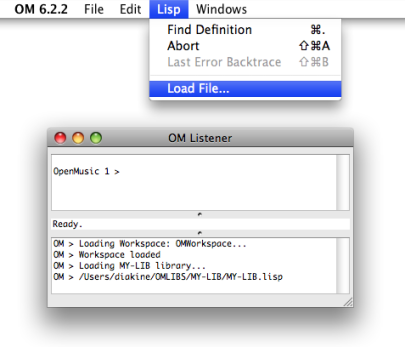 OM 6.2.2 File Edit Lisp Windows
Find Definition ⌘.
Abort ⇧⌘A
Last Error Backtrace ⇧⌘B
Load File...
OM Listener
OpenMusic 1 >
Ready.
OM > Loading Workspace: OMWorkspace...
OM > Workspace loaded
OM > Loading MY-LIB library...
OM > /Users/diakine/OMLIBS/MY-LIB/MY-LIB.lisp